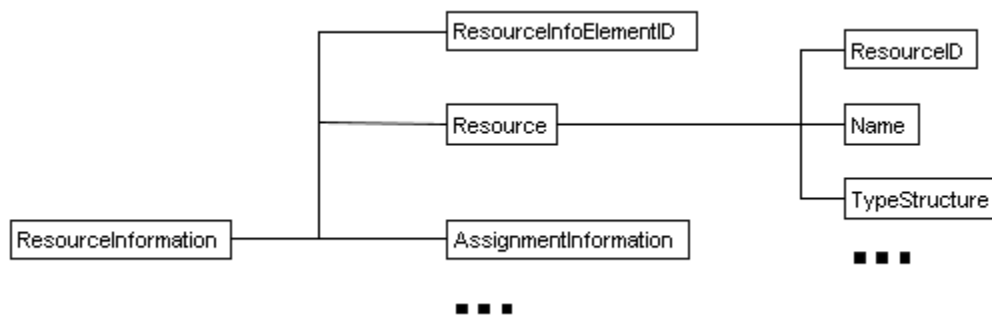 ResourceInfoElementID
ResourceID
Resource
Name
TypeStructure
ResourceInformation
AssignmentInformation